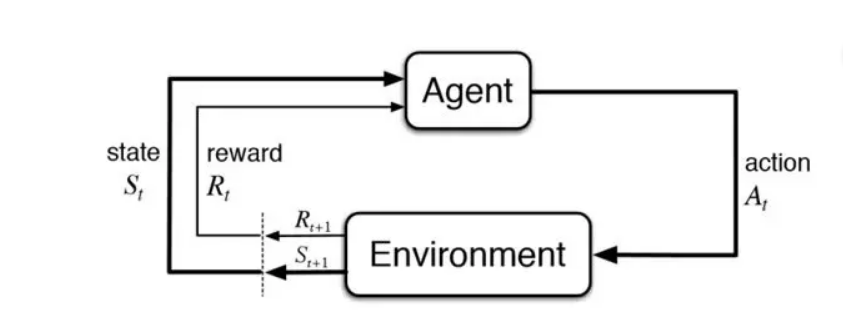 Agent
state
S_t
reward
R_t
action
A_t
R_{t+1}
S_{t+1}
Environment